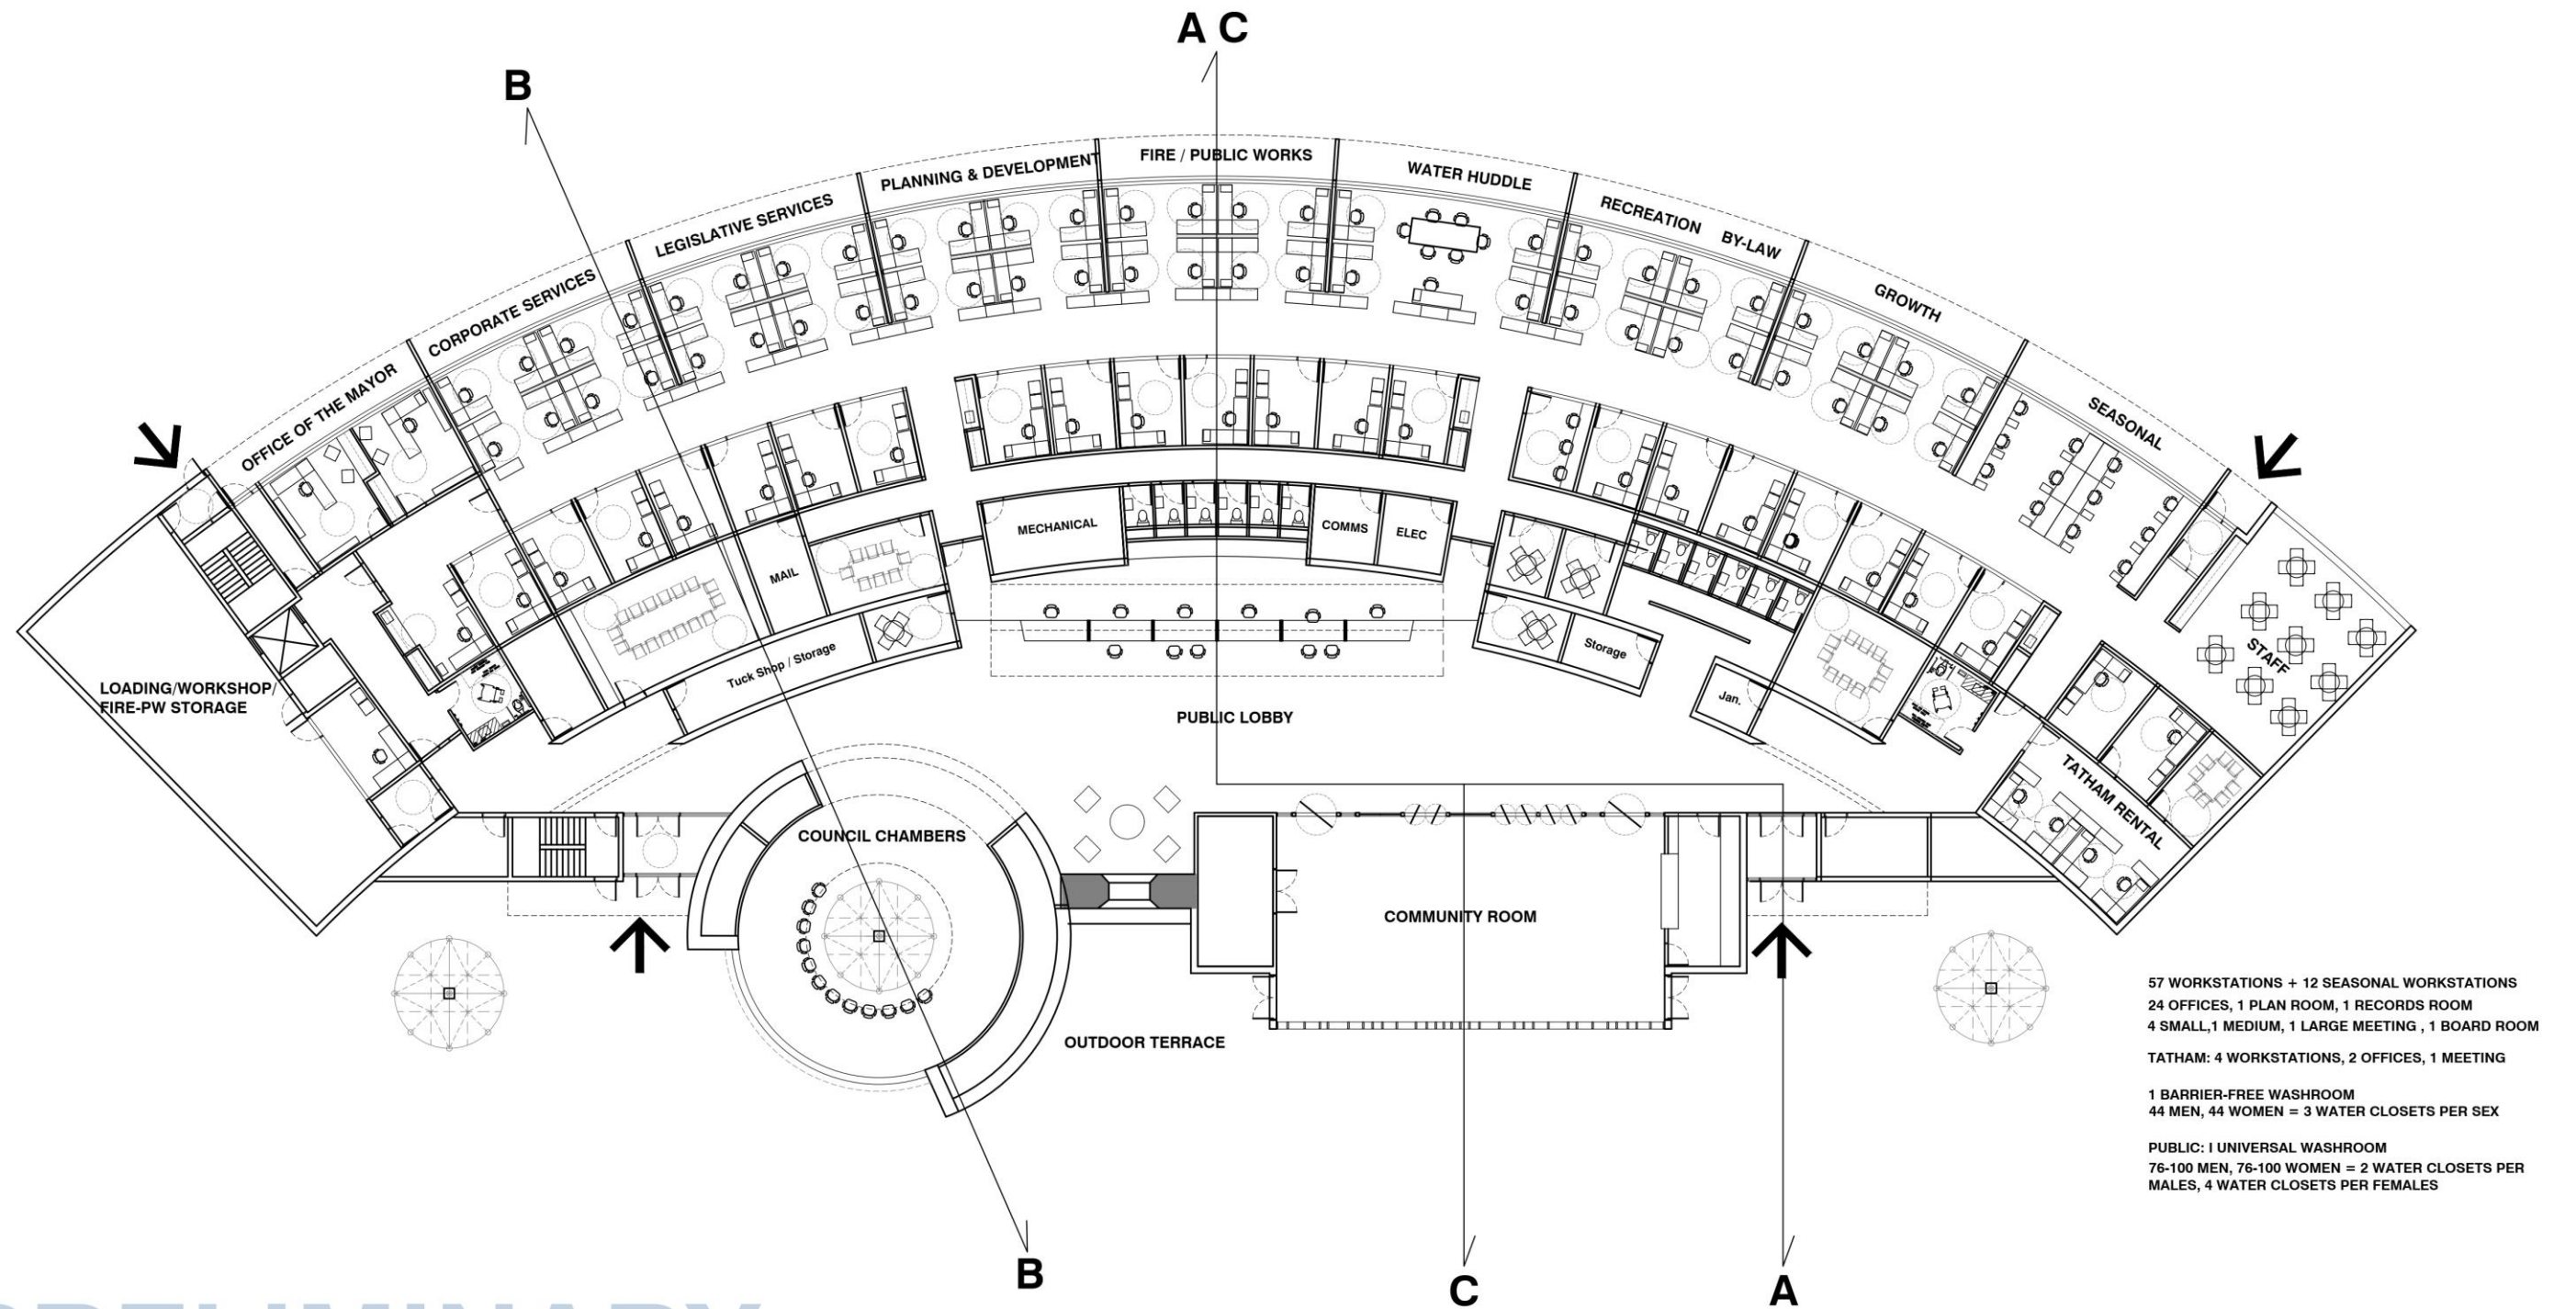 A C
B
FIRE / PUBLIC WORKS
PLANNING & DEVELOPMENT
WATER HUDDLE
LEGISLATIVE SERVICES
RECREATION BY-LAW
CORPORATE SERVICES
GROWTH
OFFICE OF THE MAYOR
SEASONAL
MECHANICAL
COMMS
ELEC
MAIL
Tuck Shop / Storage
Storage
STAFF
LOADING/WORKSHOP/
FIRE-PW STORAGE
Jan.
PUBLIC LOBBY
TATHAM RENTAL
COUNCIL CHAMBERS
COMMUNITY ROOM
OUTDOOR TERRACE
57 WORKSTATIONS + 12 SEASONAL WORKSTATIONS
24 OFFICES, 1 PLAN ROOM, 1 RECORDS ROOM
4 SMALL,1 MEDIUM, 1 LARGE MEETING , 1 BOARD ROOM
TATHAM: 4 WORKSTATIONS, 2 OFFICES, 1 MEETING
1 BARRIER-FREE WASHROOM
44 MEN, 44 WOMEN = 3 WATER CLOSETS PER SEX
PUBLIC: I UNIVERSAL WASHROOM
76-100 MEN, 76-100 WOMEN = 2 WATER CLOSETS PER
MALES, 4 WATER CLOSETS PER FEMALES
B
C
A
PRELIMINARY